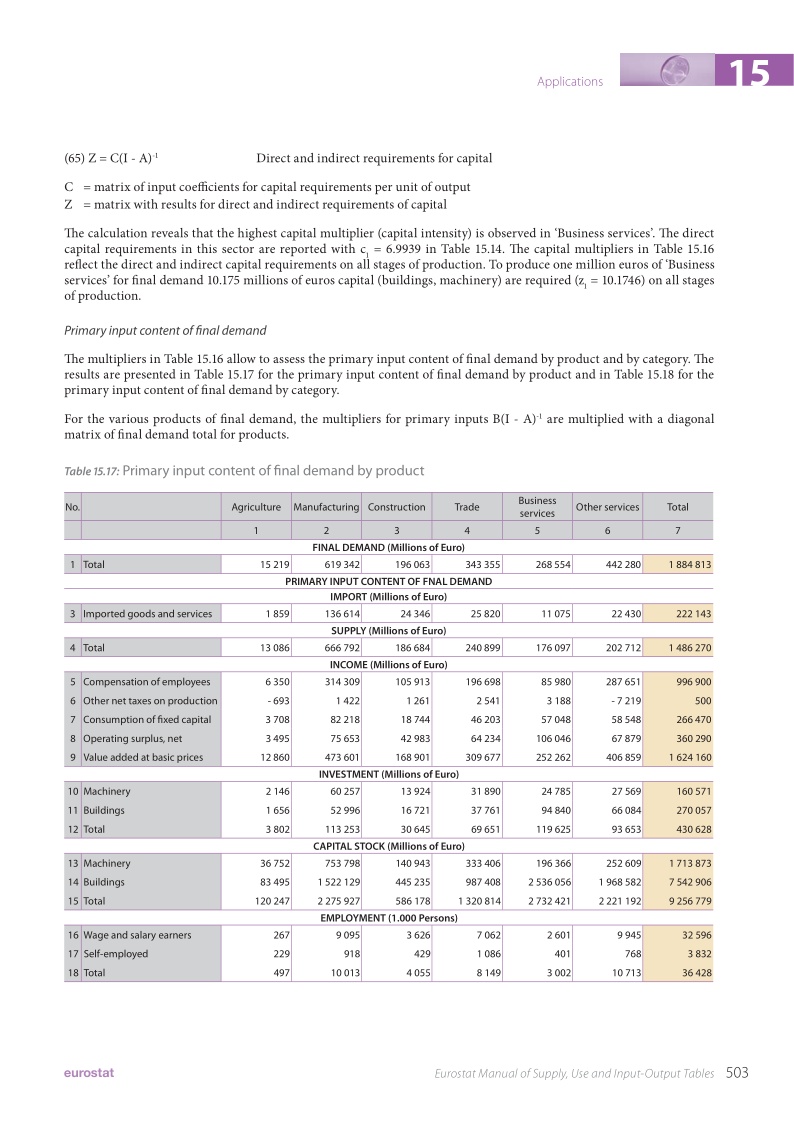 Applications
15
(65) Z = C(I - A)-1 Direct and indirect requirements for capital
C = matrix of input coefficients for capital requirements per unit of output
Z = matrix with results for direct and indirect requirements of capital
The calculation reveals that the highest capital multiplier (capital intensity) is observed in ‘Business services’. The direct
capital requirements in this sector are reported with cj = 6.9939 in Table 15.14. The capital multipliers in Table 15.16
reflect the direct and indirect capital requirements on all stages of production. To produce one million euros of ‘Business
services’ for final demand 10.175 millions of euros capital (buildings, machinery) are required (zj = 10.1746) on all stages
of production.
Primary input content of final demand
The multipliers in Table 15.16 allow to assess the primary input content of final demand by product and by category. The
results are presented in Table 15.17 for the primary input content of final demand by product and in Table 15.18 for the
primary input content of final demand by category.
For the various products of final demand, the multipliers for primary inputs B(I - A)-1 are multiplied with a diagonal
matrix of final demand total for products.
Table 15.17: Primary input content of final demand by product
No. Agriculture Manufacturing Construction Trade Business services Other services Total
1 2 3 4 5 6 7
FINAL DEMAND (Millions of Euro)
1 Total 15 219 619 342 196 063 343 355 268 554 442 280 1 884 813
PRIMARY INPUT CONTENT OF FNAL DEMAND
IMPORT (Millions of Euro)
3 Imported goods and services 1 859 136 614 24 346 25 820 11 075 22 430 222 143
SUPPLY (Millions of Euro)
4 Total 13 086 666 792 186 684 240 899 176 097 202 712 1 486 270
INCOME (Millions of Euro)
5 Compensation of employees 6 350 314 309 105 913 196 698 85 980 287 651 996 900
6 Other net taxes on production - 693 1 422 1 261 2 541 3 188 - 7 219 500
7 Consumption of fixed capital 3 708 82 218 18 744 46 203 57 048 58 548 266 470
8 Operating surplus, net 3 495 75 653 42 983 64 234 106 046 67 879 360 290
9 Value added at basic prices 12 860 473 601 168 901 309 677 252 262 406 859 1 624 160
INVESTMENT (Millions of Euro)
10 Machinery 2 146 60 257 13 924 31 890 24 785 27 569 160 571
11 Buildings 1 656 52 996 16 721 37 761 94 840 66 084 270 057
12 Total 3 802 113 253 30 645 69 651 119 625 93 653 430 628
CAPITAL STOCK (Millions of Euro)
13 Machinery 36 752 753 798 140 943 333 406 196 366 252 609 1 713 873
14 Buildings 83 495 1 522 129 445 235 987 408 2 536 056 1 968 582 7 542 906
15 Total 120 247 2 275 927 586 178 1 320 814 2 732 421 2 221 192 9 256 779
EMPLOYMENT (1.000 Persons)
16 Wage and salary earners 267 9 095 3 626 7 062 2 601 9 945 32 596
17 Self-employed 229 918 429 1 086 401 768 3 832
18 Total 497 10 013 4 055 8 149 3 002 10 713 36 428
eurostat
Eurostat Manual of Supply, Use and Input-Output Tables 503